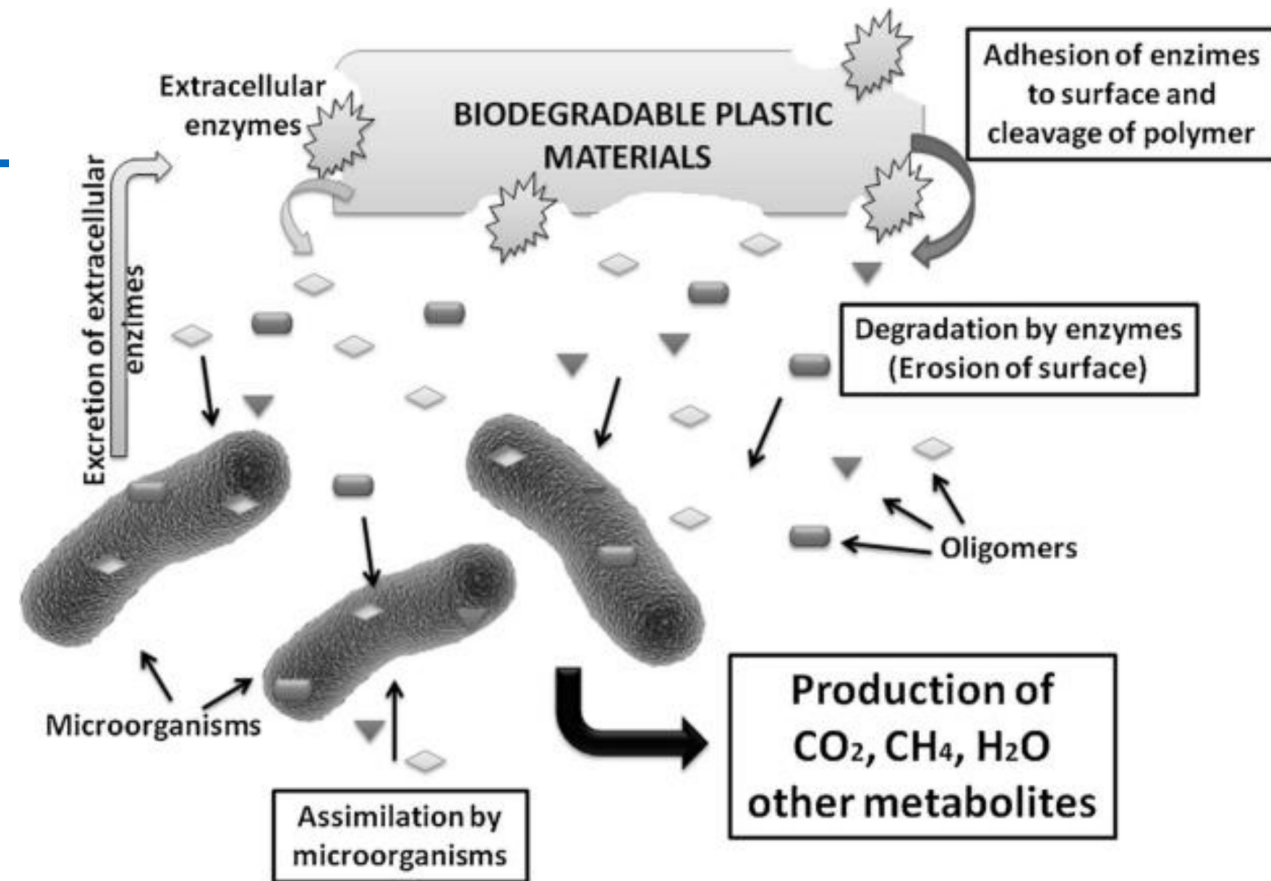 Extracellular
enzymes
BIODEGRADABLE PLASTIC
MATERIALS
Adhesion of enzimes
to surface and
cleavage of polymer
Excretion of extracellular
enzimes
Degradation by enzymes
(Erosion of surface)
Oligomers
Microorganisms
Production of
CO₂, CH₄, H₂O
other metabolites
Assimilation by
microorganisms